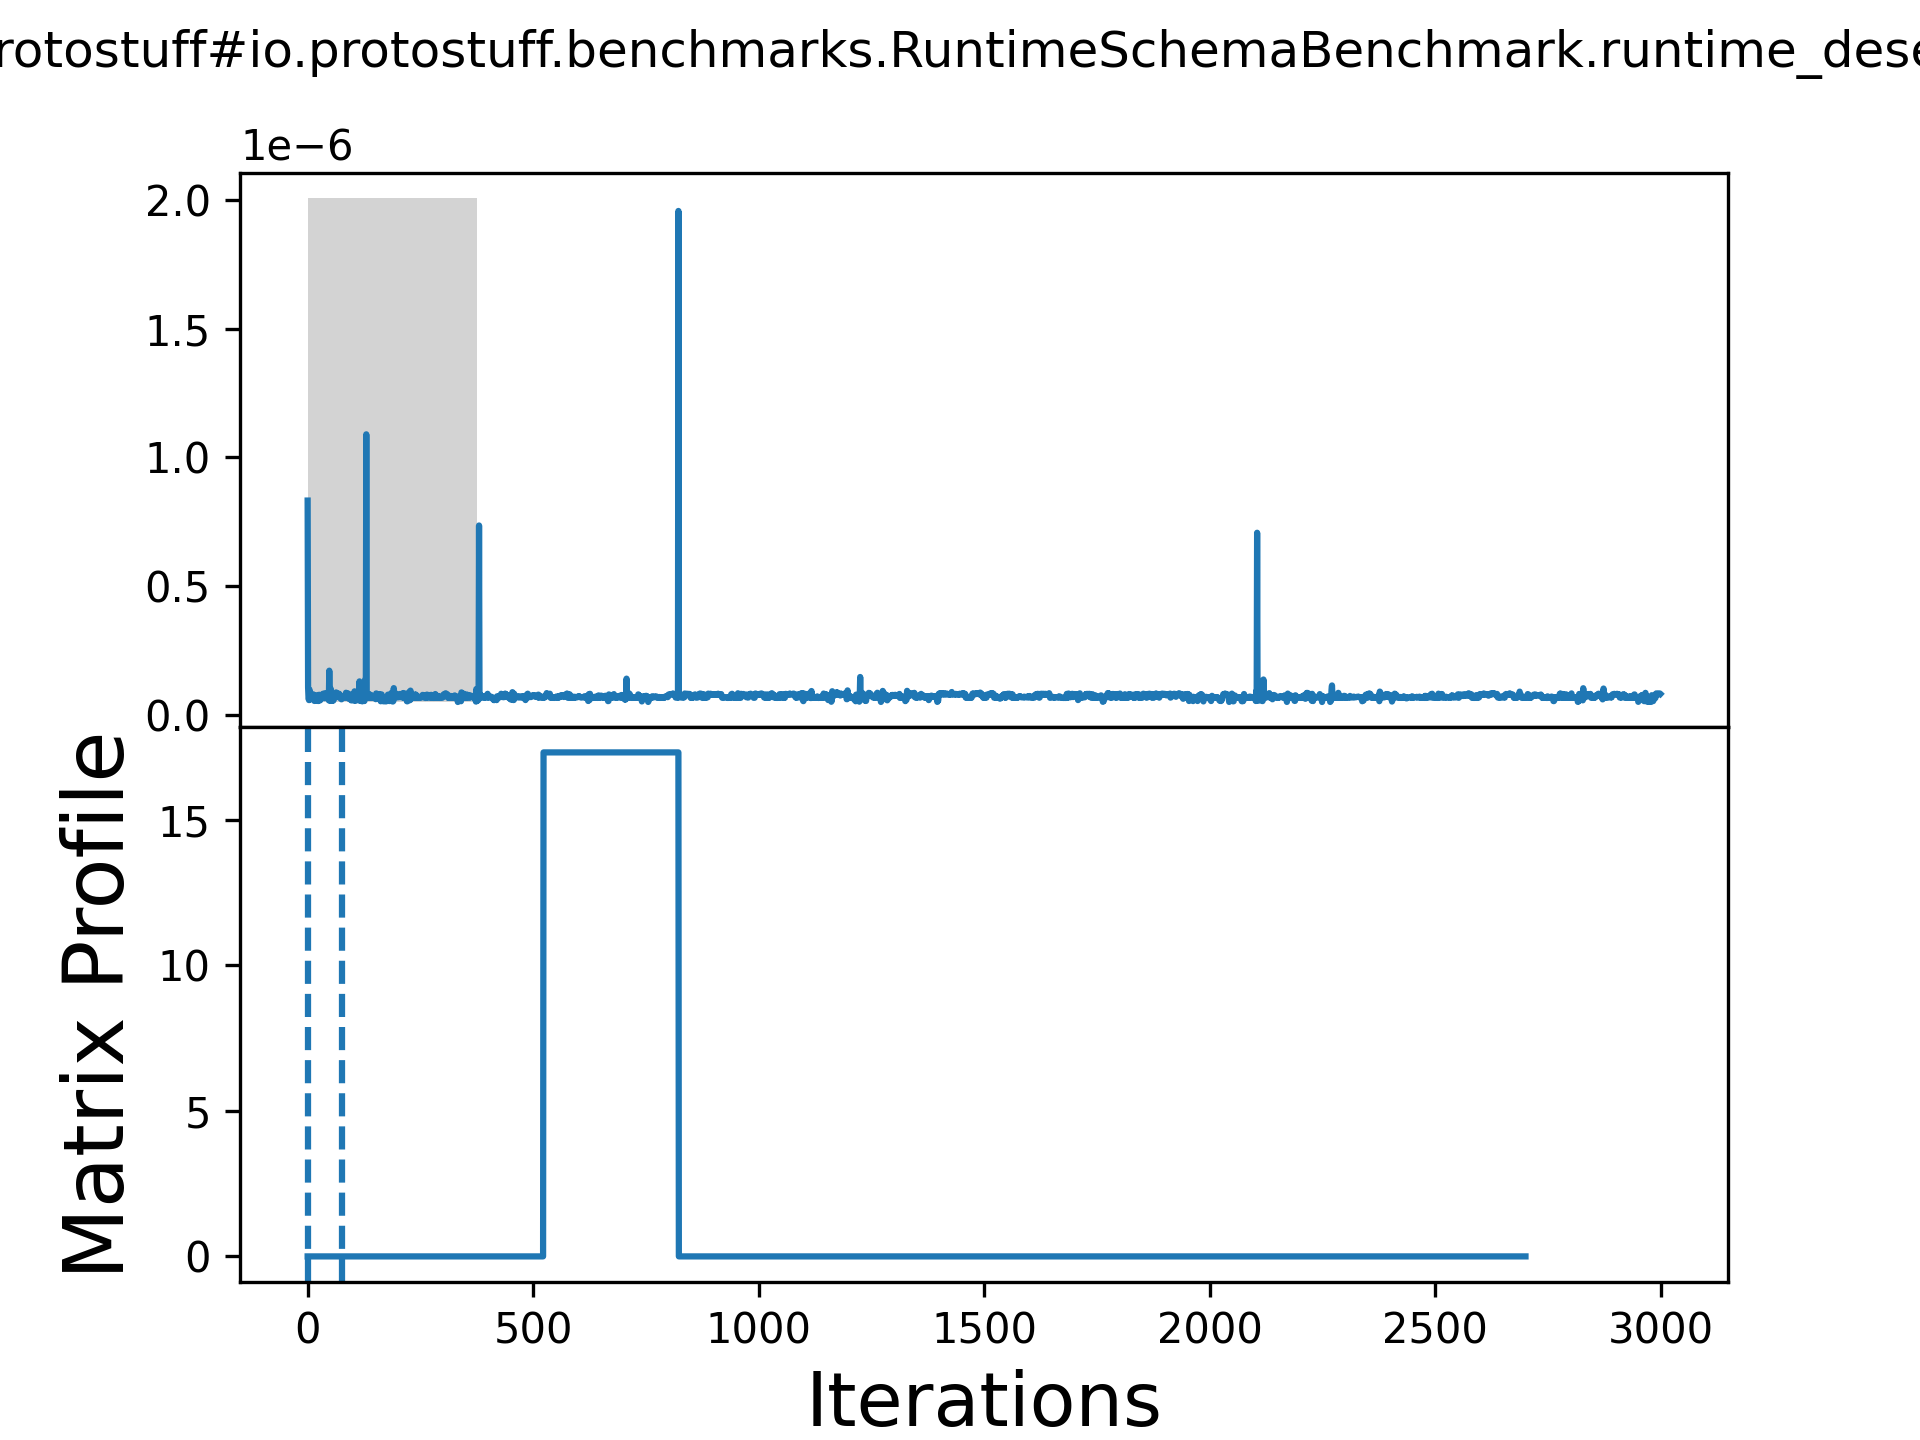 rotostuff#io.protostuff.benchmarks.RuntimeSchemaBenchmark.runtime_dese
1e−6
2.0
1.5
1.0
0.5
0.0
Matrix Profile
15
10
5
0
0 500 1000 1500 2000 2500 3000
Iterations